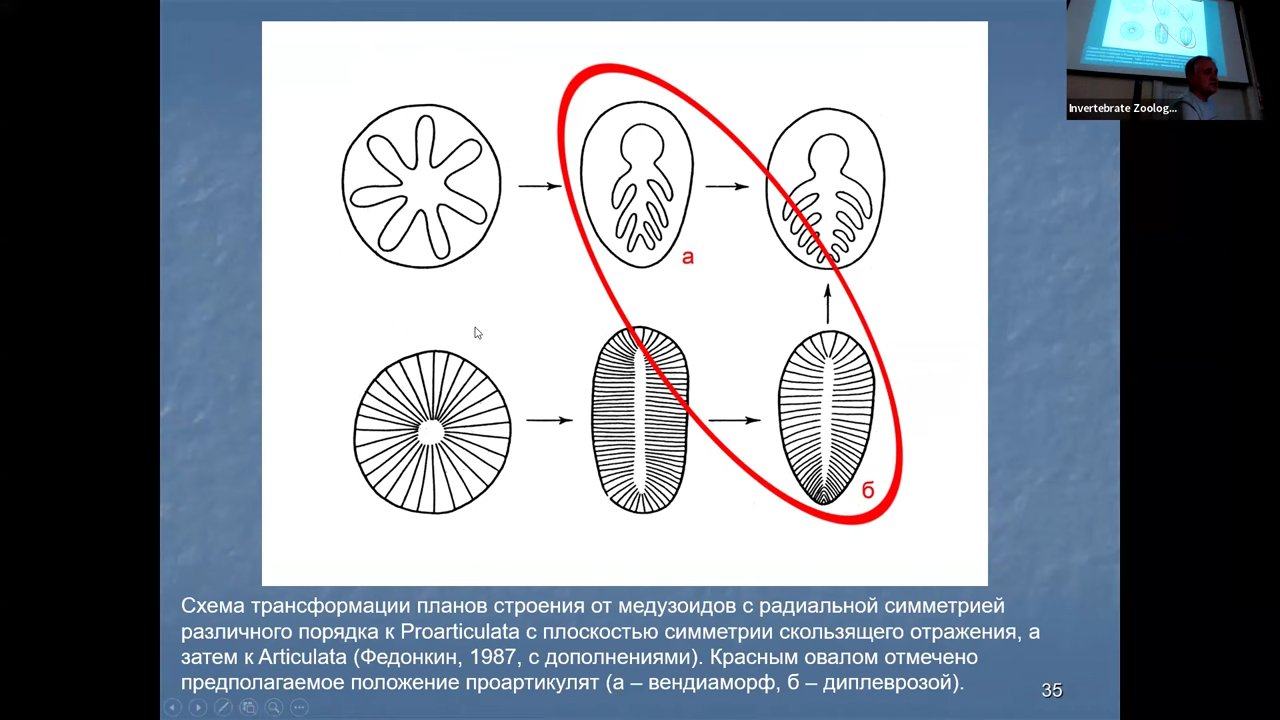 Invertebrate Zoolog...
а
б
Схема трансформации планов строения от медузоидов с радиальной симметрией
различного порядка к Proarticulata с плоскостью симметрии скользящего отражения, а
затем к Articulata (Федонкин, 1987, с дополнениями). Красным овалом отмечено
предполагаемое положение проартикулят (а – вендиаморф, б – диплеврозой).
35